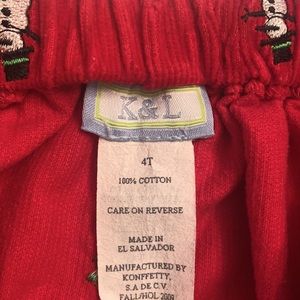 K&L
4T
100% COTTON
CARE ON REVERSE
MADE IN
EL SALVADOR
MANUFACTURED BY
KONFFETTY,
S.A DE C.V
FALL/HOL 2009